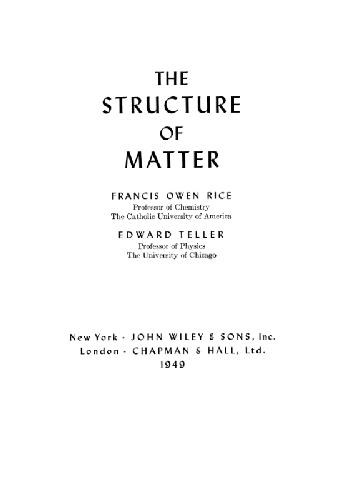 THE
STRUCTURE
OF
MATTER
FRANCIS OWEN RICE
Professor of Chemistry
The Catholic University of America
EDWARD TELLER
Professor of Physics
The University of Chicago
New York · JOHN WILEY & SONS, Inc.
London · CHAPMAN & HALL, Ltd.
1949